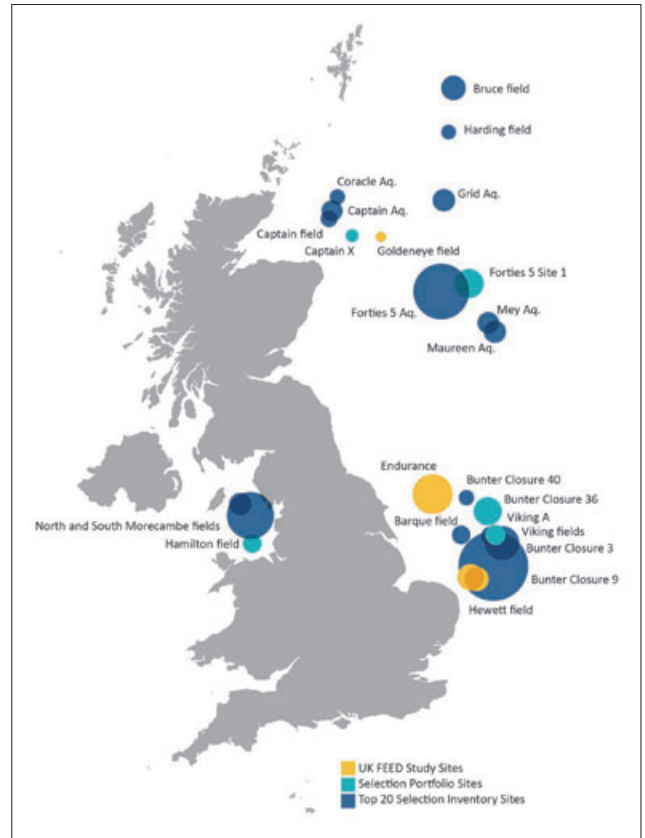 Bruce field
Harding field
Coracle Aq.
Grid Aq.
Captain Aq.
Captain field
Captain X
Goldeneye field
Forties 5 Site 1
Forties 5 Aq.
Mey Aq.
Maureen Aq.
Endurance
Bunter Closure 40
Bunter Closure 36
Barque field
Viking A
Viking fields
North and South Morecambe fields
Bunter Closure 3
Hamilton field
Bunter Closure 9
Hewett field
UK FEED Study Sites
Selection Portfolio Sites
Top 20 Selection Inventory Sites